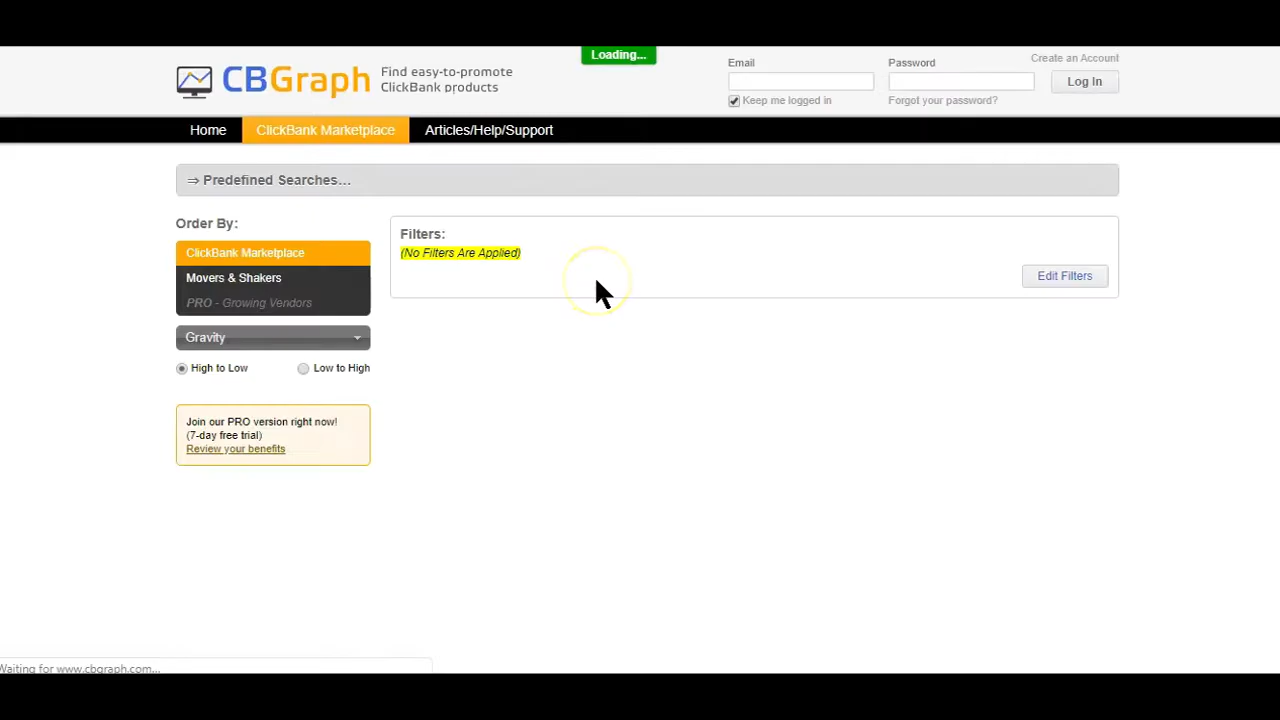 Loading...
CBGraph
Find easy-to-promote
ClickBank products
Email
Password
Create an Account
Log In
Keep me logged in
Forgot your password?
Home
ClickBank Marketplace
Articles/Help/Support
⇒ Predefined Searches...
Order By:
ClickBank Marketplace
Movers & Shakers
PRO - Growing Vendors
Gravity
High to Low
Low to High
Join our PRO version right now!
(7-day free trial)
Review your benefits
Filters:
(No Filters Are Applied)
Edit Filters
Waiting for www.cbgraph.com...